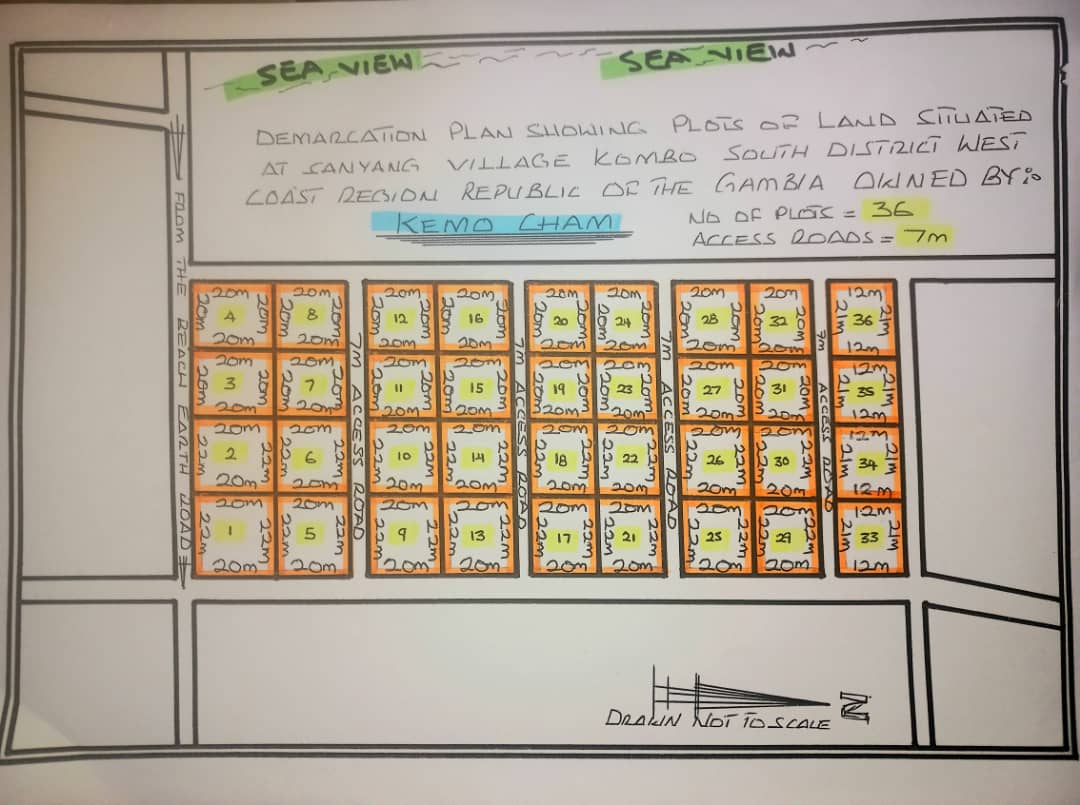 SEA VIEW
SEA VIEW
DEMARCATION PLAN SHOWING PLOTS OF LAND SITUATED
AT SANYANG VILLAGE KOMBO SOUTH DISTRICT WEST
COAST REGION REPUBLIC OF THE GAMBIA OWNED BY:
KEMO CHAM
NO OF PLOTS = 36
ACCESS ROADS = 7m
FROM THE BEACH EARTH ROAD
20m 20m 20m 20m 20m 20m 20m 20m 12m
20m 4 20m 20m 8 20m 20m 12 20m 20m 16 20m 20m 20 20m 20m 24 20m 20m 28 20m 20m 32 20m 21m 36 21m
20m 20m 20m 20m 20m 20m 20m 20m 12m
20m 20m 20m 20m 20m 20m 20m 20m 12m
20m 3 20m 20m 7 20m 20m 11 20m 20m 15 20m 20m 19 20m 20m 23 20m 20m 27 20m 20m 31 20m 21m 35 21m
20m 20m 20m 20m 20m 20m 20m 20m 12m
20m 20m 20m 20m 20m 20m 20m 20m 12m
22m 2 22m 22m 6 22m 22m 10 22m 22m 14 22m 22m 18 22m 22m 22 22m 22m 26 22m 22m 30 22m 21m 34 21m
20m 20m 20m 20m 20m 20m 20m 20m 12m
20m 20m 20m 20m 20m 20m 20m 20m 12m
22m 1 22m 22m 5 22m 22m 9 22m 22m 13 22m 22m 17 22m 22m 21 22m 22m 25 22m 22m 29 22m 21m 33 21m
20m 20m 20m 20m 20m 20m 20m 20m 12m
7m ACCESS ROAD
7m ACCESS ROAD
7m ACCESS ROAD
7m ACCESS ROAD
N
DRAWN NOT TO SCALE